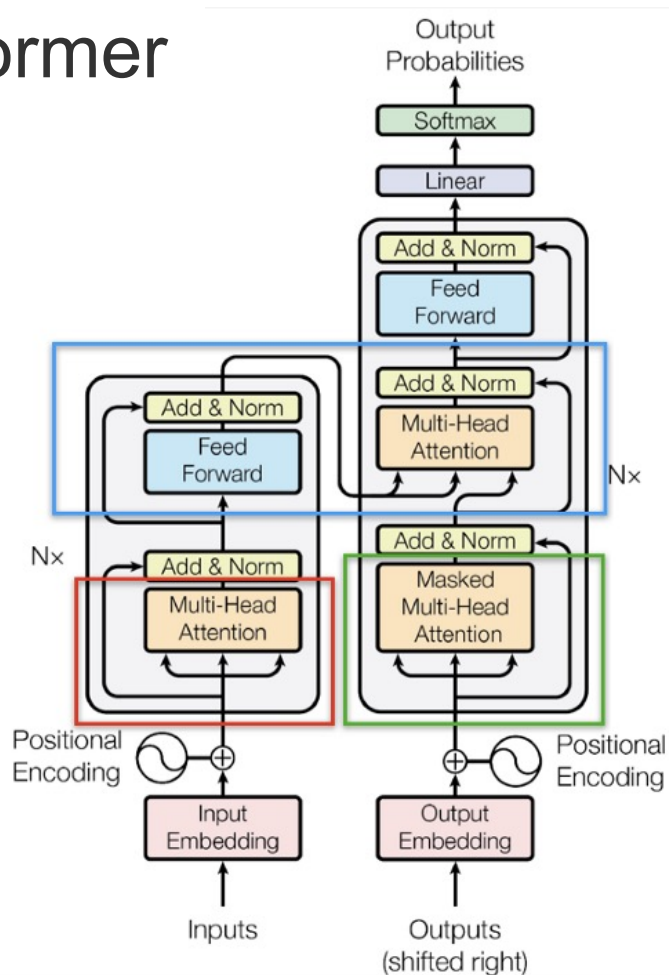 ormer
Output
Probabilities
Softmax
Linear
Add & Norm
Feed
Forward
Add & Norm
Multi-Head
Attention
Nx
Add & Norm
Masked
Multi-Head
Attention
Add & Norm
Feed
Forward
Nx
Add & Norm
Multi-Head
Attention
Positional
Encoding
Positional
Encoding
Input
Embedding
Output
Embedding
Inputs
Outputs
(shifted right)